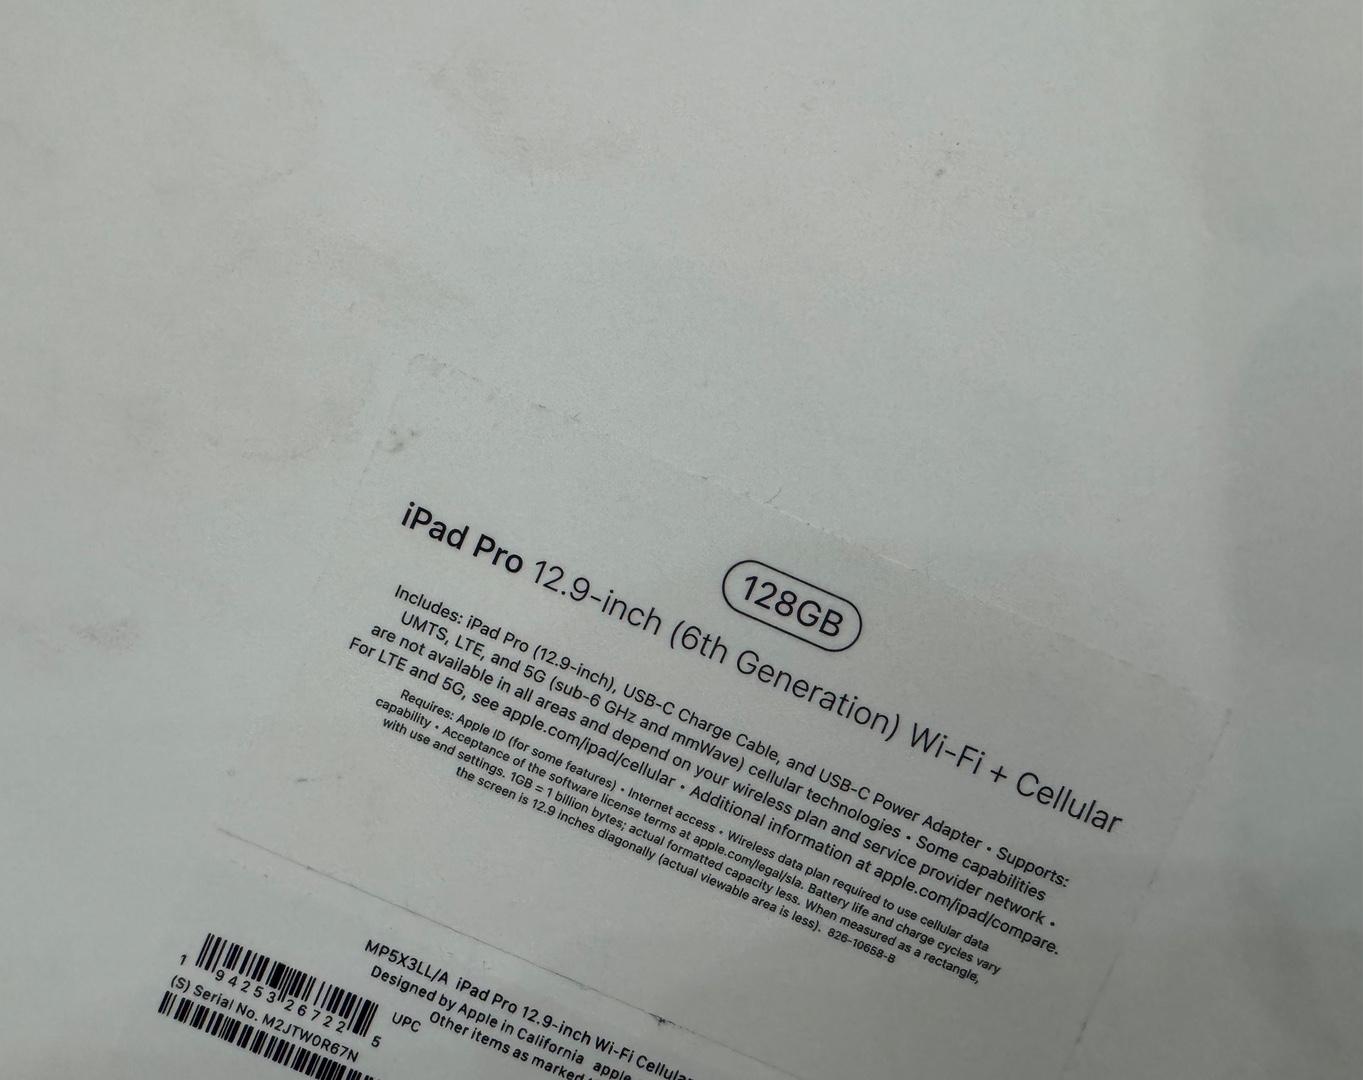 128GB
iPad Pro 12.9-inch (6th Generation) Wi-Fi + Cellular
Includes: iPad Pro (12.9-inch), USB-C Charge Cable, and USB-C Power Adapter • Supports:
UMTS, LTE, and 5G (sub-6 GHz and mmWave) cellular technologies • Some capabilities
are not available in all areas and depend on your wireless plan and service provider network •
For LTE and 5G, see apple.com/ipad/cellular • Additional information at apple.com/ipad/compare.
Requires: Apple ID (for some features) • Internet access • Wireless data plan required to use cellular data
capability • Acceptance of the software license terms at apple.com/legal/sla. Battery life and charge cycles vary
with use and settings. 1GB = 1 billion bytes; actual formatted capacity less. When measured as a rectangle,
the screen is 12.9 inches diagonally (actual viewable area is less). 826-10658-B
MP5X3LL/A iPad Pro 12.9-inch Wi-Fi Cellular
Designed by Apple in California apple
Other items as marked
1 94253 26722 5
UPC
(S) Serial No. M2JTW0R67N